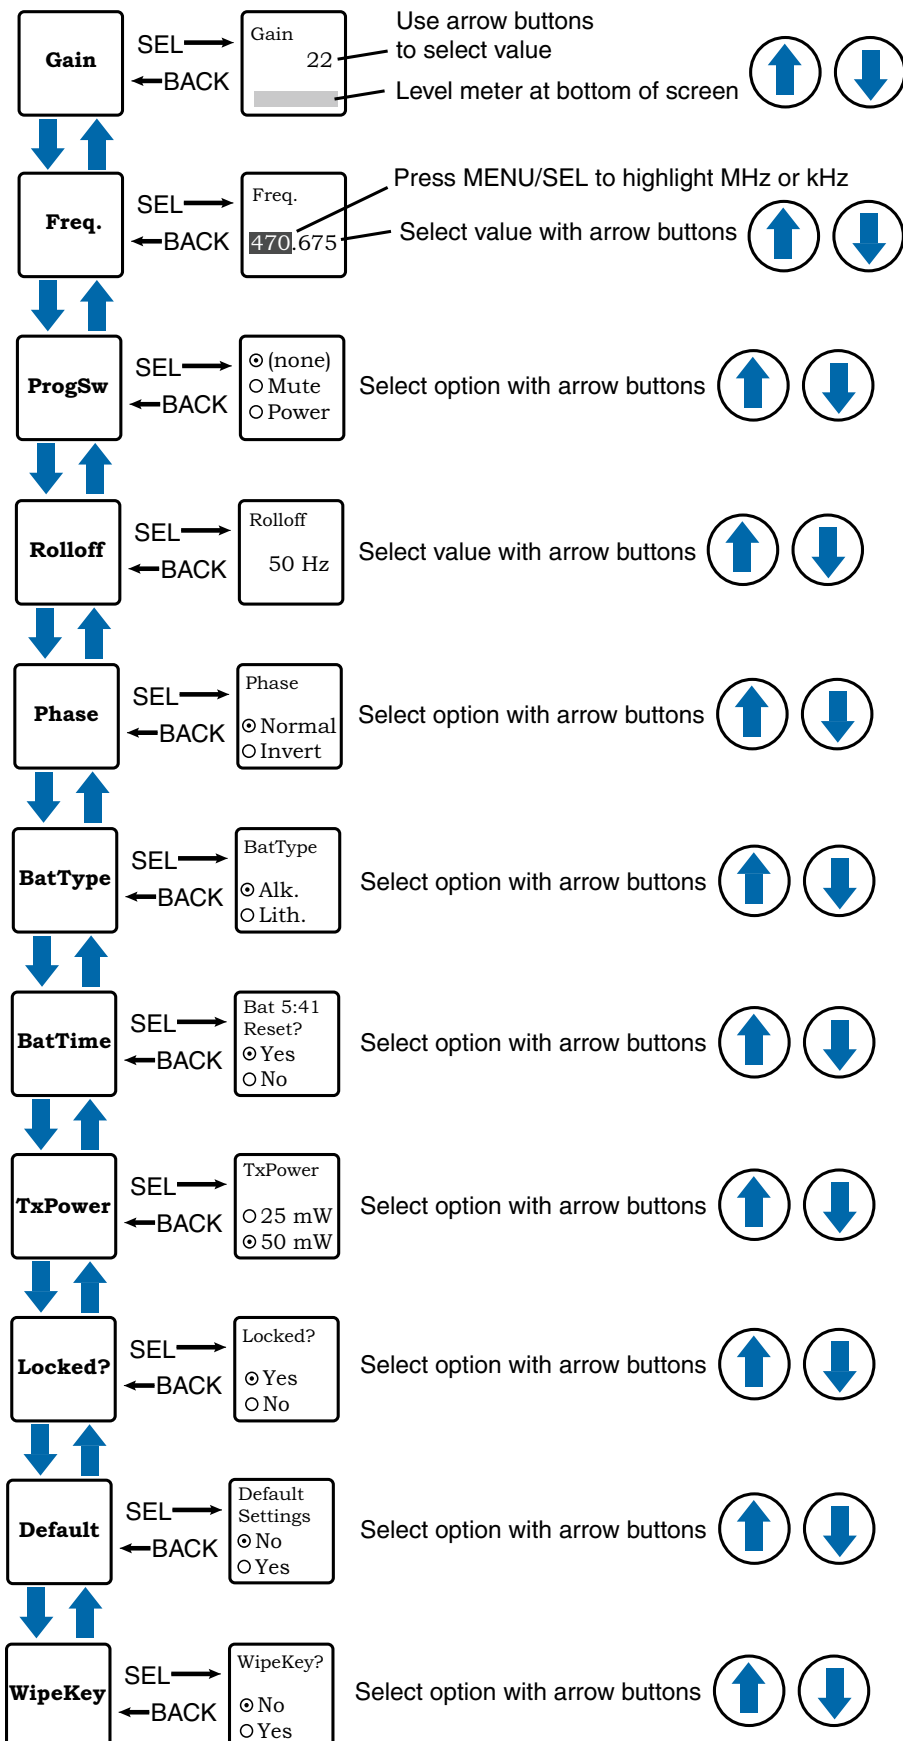 Gain
SEL
BACK
Gain
22
Use arrow buttons
to select value
Level meter at bottom of screen
Freq.
SEL
BACK
Freq.
470.675
Press MENU/SEL to highlight MHz or kHz
Select value with arrow buttons
ProgSw
SEL
BACK
(none)
Mute
Power
Select option with arrow buttons
Rolloff
SEL
BACK
Rolloff
50 Hz
Select value with arrow buttons
Phase
SEL
BACK
Phase
Normal
Invert
Select option with arrow buttons
BatType
SEL
BACK
BatType
Alk.
Lith.
Select option with arrow buttons
BatTime
SEL
BACK
Bat 5:41
Reset?
Yes
No
Select option with arrow buttons
TxPower
SEL
BACK
TxPower
25 mW
50 mW
Select option with arrow buttons
Locked?
SEL
BACK
Locked?
Yes
No
Select option with arrow buttons
Default
SEL
BACK
Default
Settings
No
Yes
Select option with arrow buttons
WipeKey
SEL
BACK
WipeKey?
No
Yes
Select option with arrow buttons